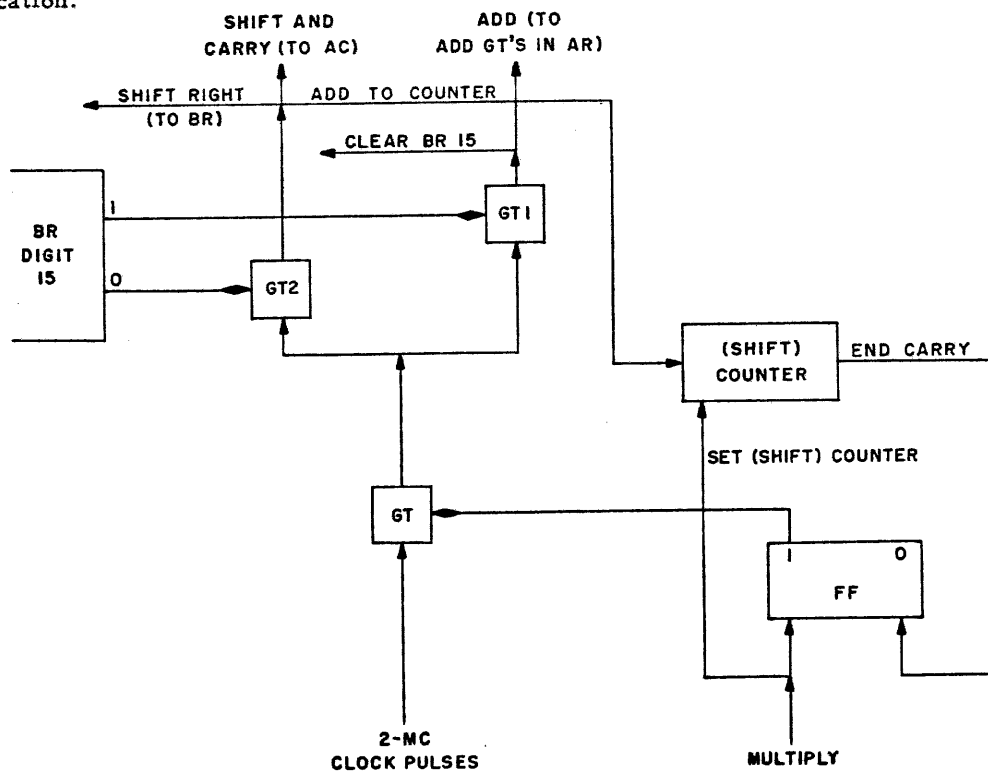 cation.
SHIFT AND
CARRY (TO AC)
ADD (TO
ADD GT'S IN AR)
SHIFT RIGHT
(TO BR)
ADD TO COUNTER
CLEAR BR 15
BR
DIGIT
15
1
0
GT1
GT2
(SHIFT)
COUNTER
END CARRY
SET (SHIFT) COUNTER
GT
1
0
FF
2-MC
CLOCK PULSES
MULTIPLY